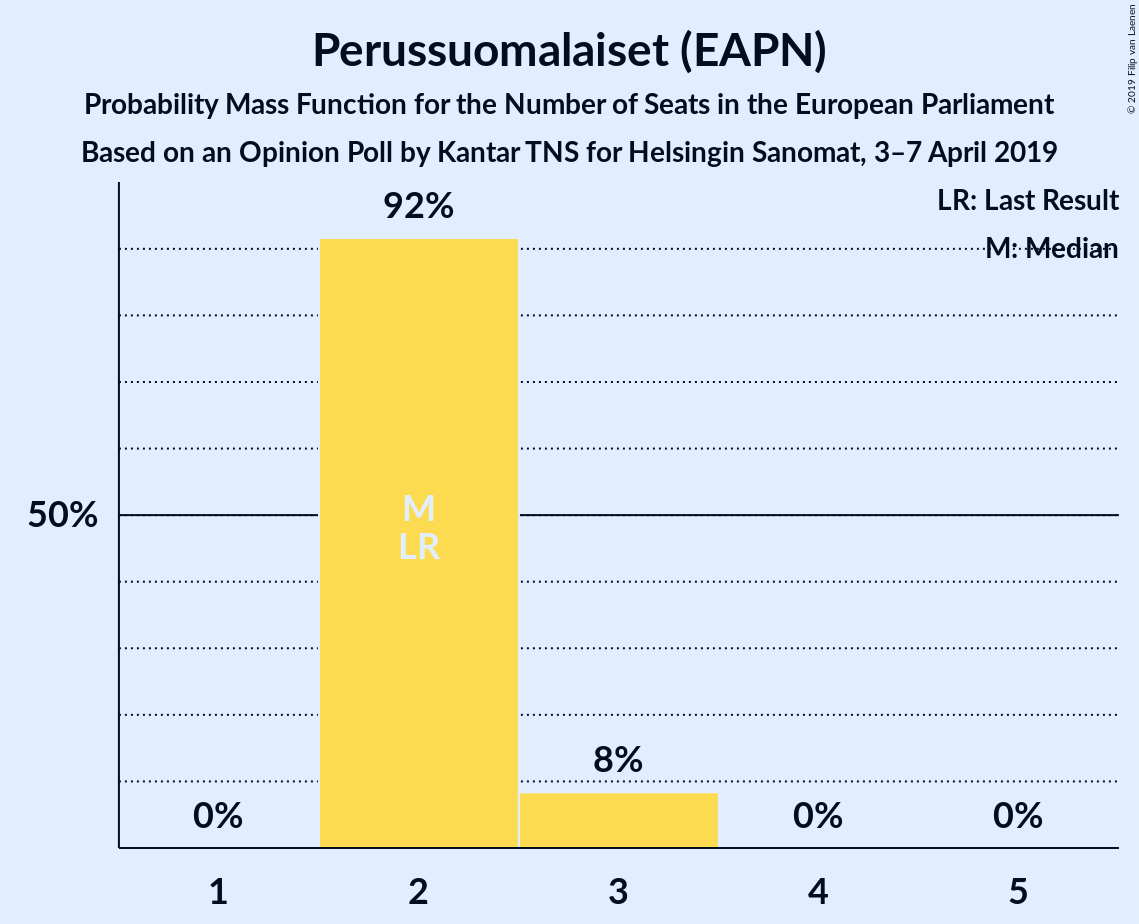 Perussuomalaiset (EAPN)
Probability Mass Function for the Number of Seats in the European Parliament
Based on an Opinion Poll by Kantar TNS for Helsingin Sanomat, 3–7 April 2019
© 2019 Filip van Laenen
LR: Last Result
M: Median
92%
50%
M
LR
8%
0%
0%
0%
1
2
3
4
5